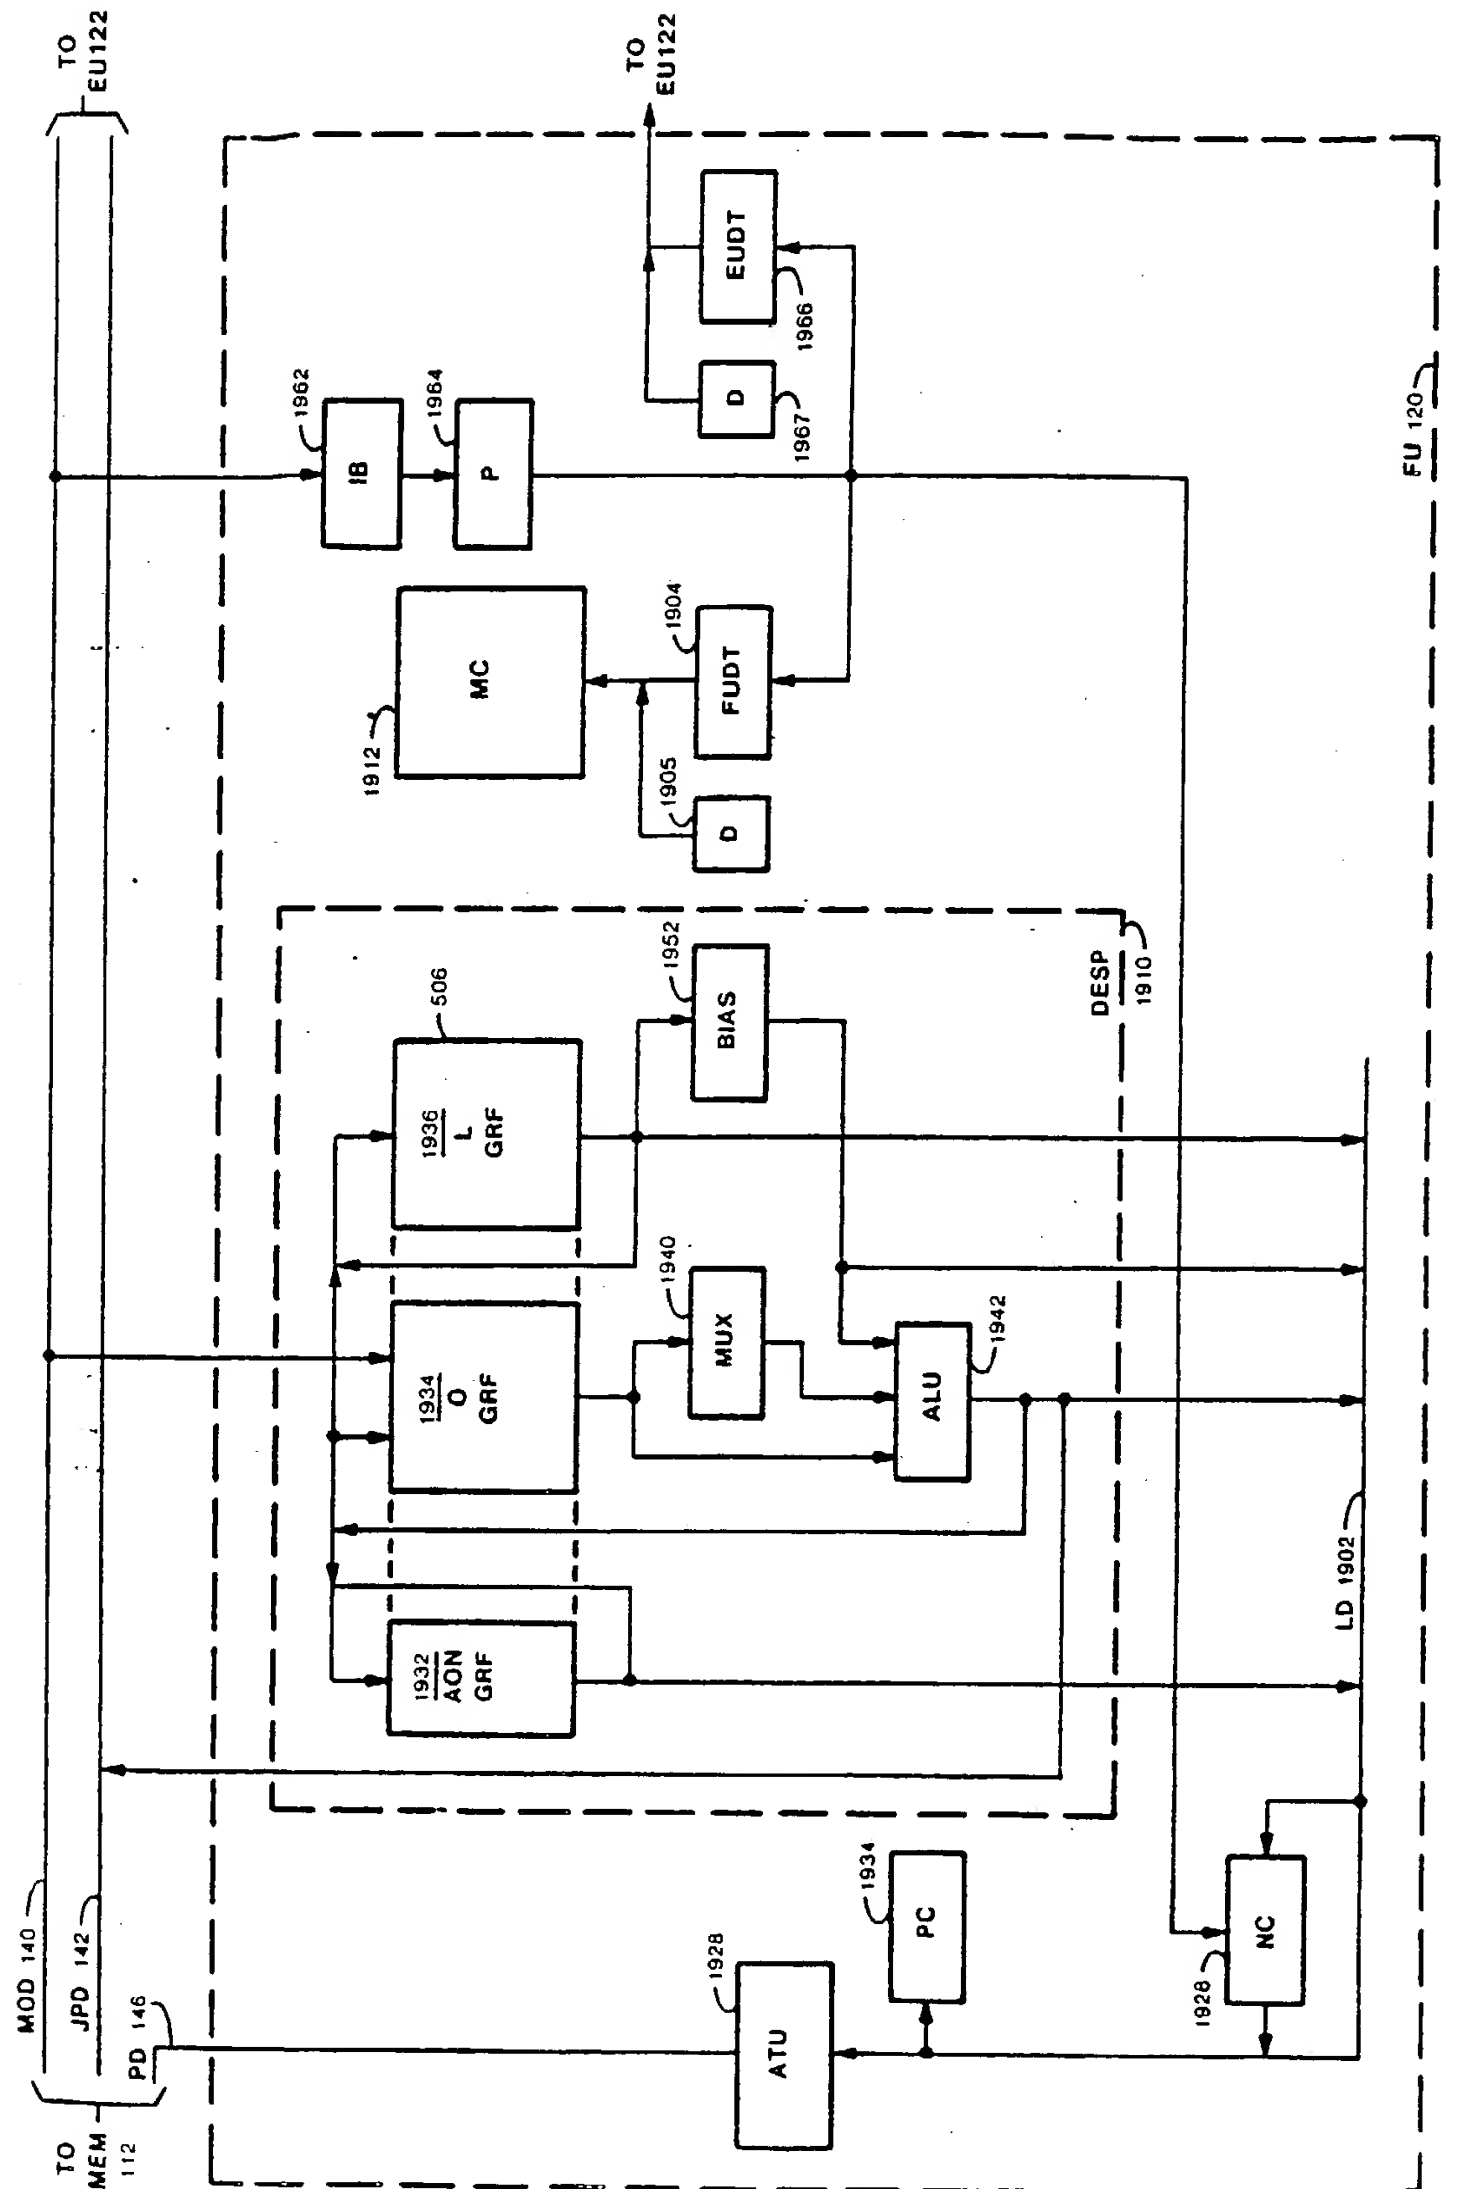 TO
MEM
112
MOD 140
JPD 142
PD 146
TO
EU122
1928
ATU
1934
PC
1928
NC
LD 1902
1932
AON
GRF
1934
O
GRF
1936
L
GRF
506
1940
MUX
1942
ALU
1952
BIAS
DESP
1910
1912
MC
1905
D
1904
FUDT
1962
IB
1964
P
1967
D
1966
EUDT
TO
EU122
FU 120